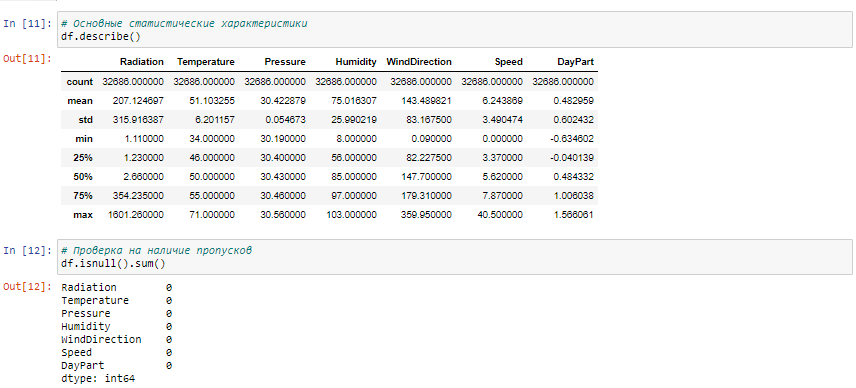 In [11]: # Основные статистические характеристики
df.describe()
Out[11]: Radiation Temperature Pressure Humidity WindDirection Speed DayPart
count 32686.000000 32686.000000 32686.000000 32686.000000 32686.000000 32686.000000 32686.000000
mean 207.124697 51.103255 30.422879 75.016307 143.489821 6.243869 0.482959
std 315.916387 6.201157 0.054673 25.990219 83.167500 3.490474 0.602432
min 1.110000 34.000000 30.190000 8.000000 0.090000 0.000000 -0.634602
25% 1.230000 46.000000 30.400000 56.000000 82.227500 3.370000 -0.040139
50% 2.660000 50.000000 30.430000 85.000000 147.700000 5.620000 0.484332
75% 354.235000 55.000000 30.460000 97.000000 179.310000 7.870000 1.006038
max 1601.260000 71.000000 30.560000 103.000000 359.950000 40.500000 1.566061
In [12]: # Проверка на наличие пропусков
df.isnull().sum()
Out[12]: Radiation 0
Temperature 0
Pressure 0
Humidity 0
WindDirection 0
Speed 0
DayPart 0
dtype: int64